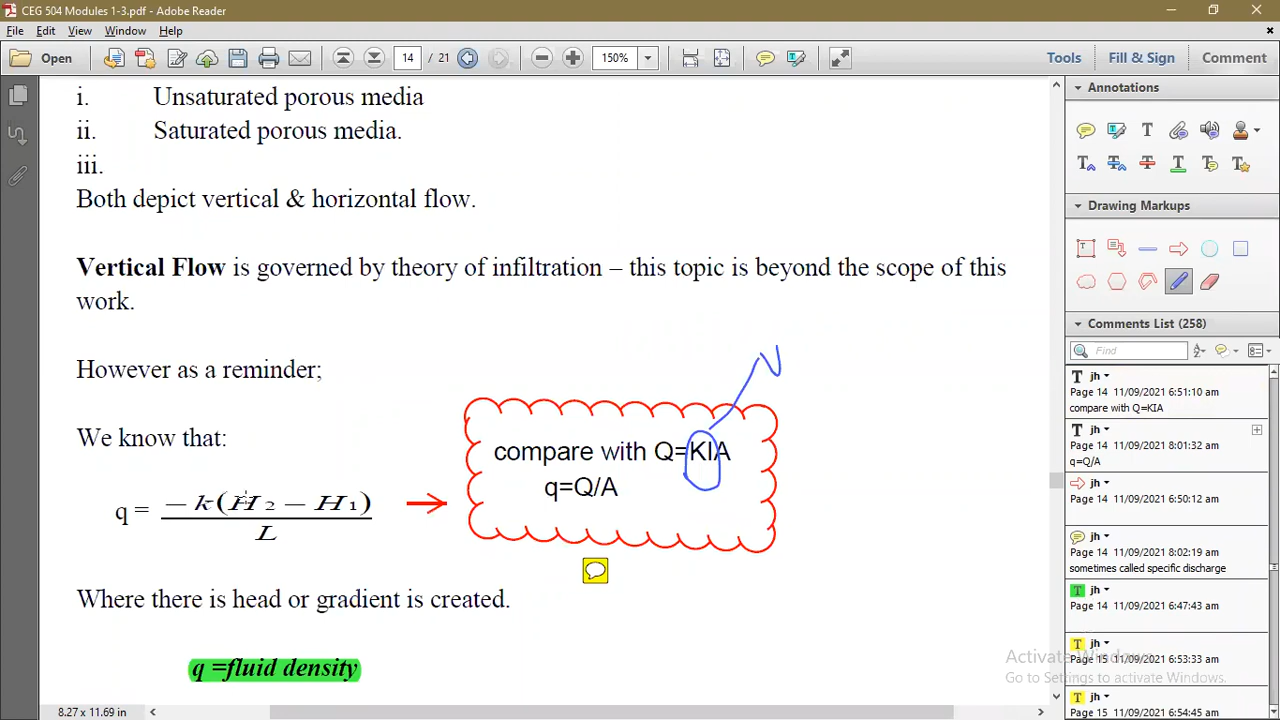 CEG 504 Modules 1-3.pdf - Adobe Reader
File Edit View Window Help
Open 14 / 21 150% Tools Fill & Sign Comment
i. Unsaturated porous media
ii. Saturated porous media.
iii.
Both depict vertical & horizontal flow.
Vertical Flow is governed by theory of infiltration – this topic is beyond the scope of this
work.
However as a reminder;
We know that:
q = −k(H₂ − H₁) / L
compare with Q=KIA
q=Q/A
Where there is head or gradient is created.
q =fluid density
8.27 x 11.69 in
Annotations
Drawing Markups
Comments List (258)
Find
T jh
Page 14 11/09/2021 6:51:10 am
compare with Q=KIA
T jh
Page 14 11/09/2021 8:01:32 am
q=Q/A
jh
Page 14 11/09/2021 6:50:12 am
jh
Page 14 11/09/2021 8:02:19 am
sometimes called specific discharge
T jh
Page 14 11/09/2021 6:47:43 am
T jh
Page 15 11/09/2021 6:53:33 am
T jh
Page 15 11/09/2021 6:54:45 am
Activate Windows
Go to Settings to activate Windows.